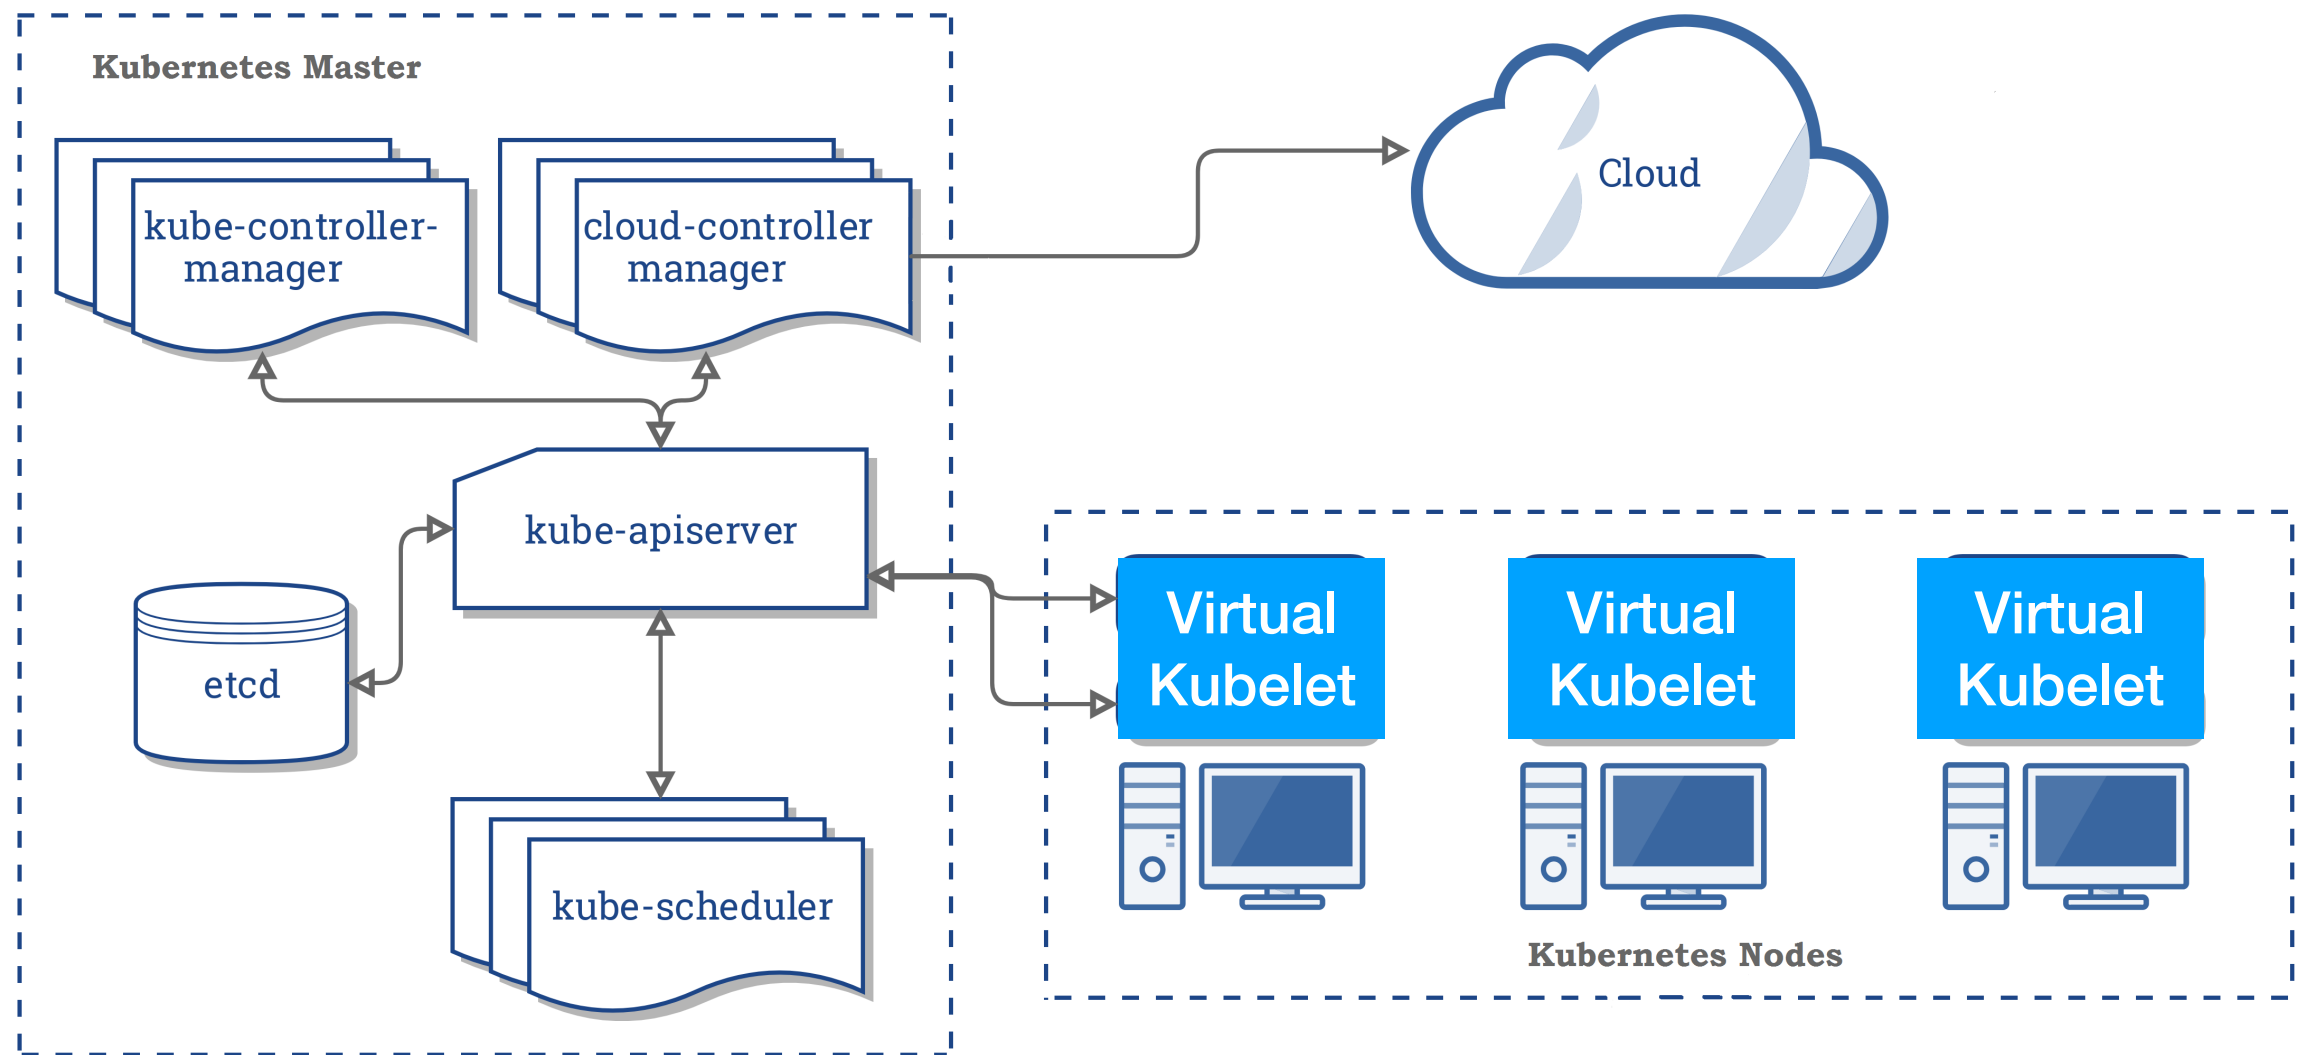 Kubernetes Master
kube-controller-
manager
cloud-controller
manager
Cloud
kube-apiserver
etcd
kube-scheduler
Virtual
Kubelet
Virtual
Kubelet
Virtual
Kubelet
Kubernetes Nodes